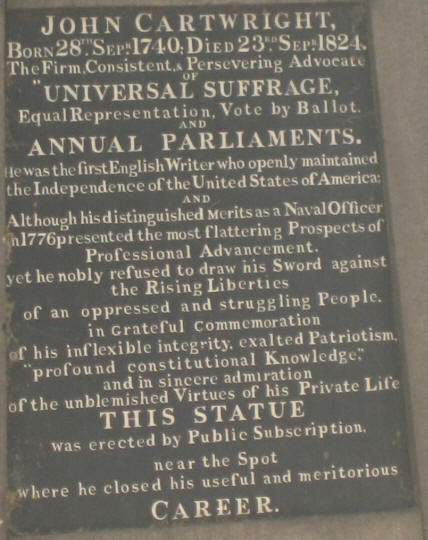 JOHN CARTWRIGHT,
BORN 28TH SEPR. 1740; DIED 23RD SEPR. 1824.
The Firm, Consistent, & Persevering Advocate
OF
"UNIVERSAL SUFFRAGE,
Equal Representation, Vote by Ballot.
AND
ANNUAL PARLIAMENTS.
He was the first English Writer who openly maintained
the Independence of the United States of America:
AND
Although his distinguished Merits as a Naval Officer
in 1776 presented the most flattering Prospects of
Professional Advancement.
yet he nobly refused to draw his Sword against
the Rising Liberties
of an oppressed and struggling People.
in Grateful Commemoration
of his inflexible integrity, exalted Patriotism,
"profound constitutional Knowledge,"
and in sincere admiration
of the unblemished Virtues of his Private Life
THIS STATUE
was erected by Public Subscription.
near the Spot
where he closed his useful and meritorious
CAREER.